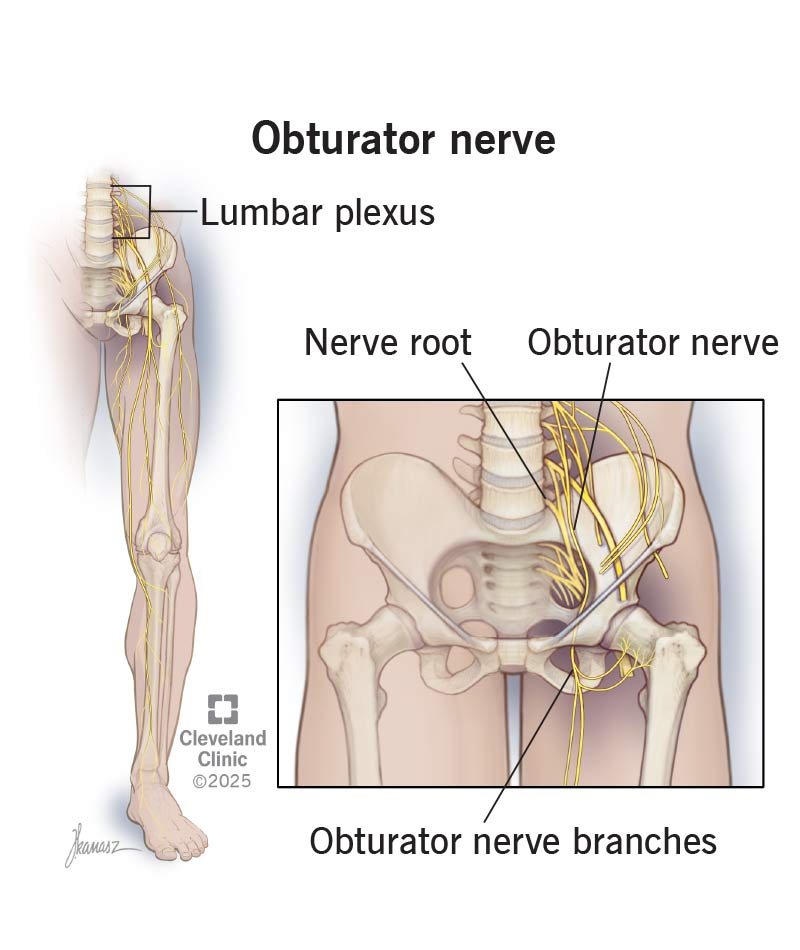 Obturator nerve
Lumbar plexus
Nerve root
Obturator nerve
Cleveland
Clinic
©2025
Obturator nerve branches